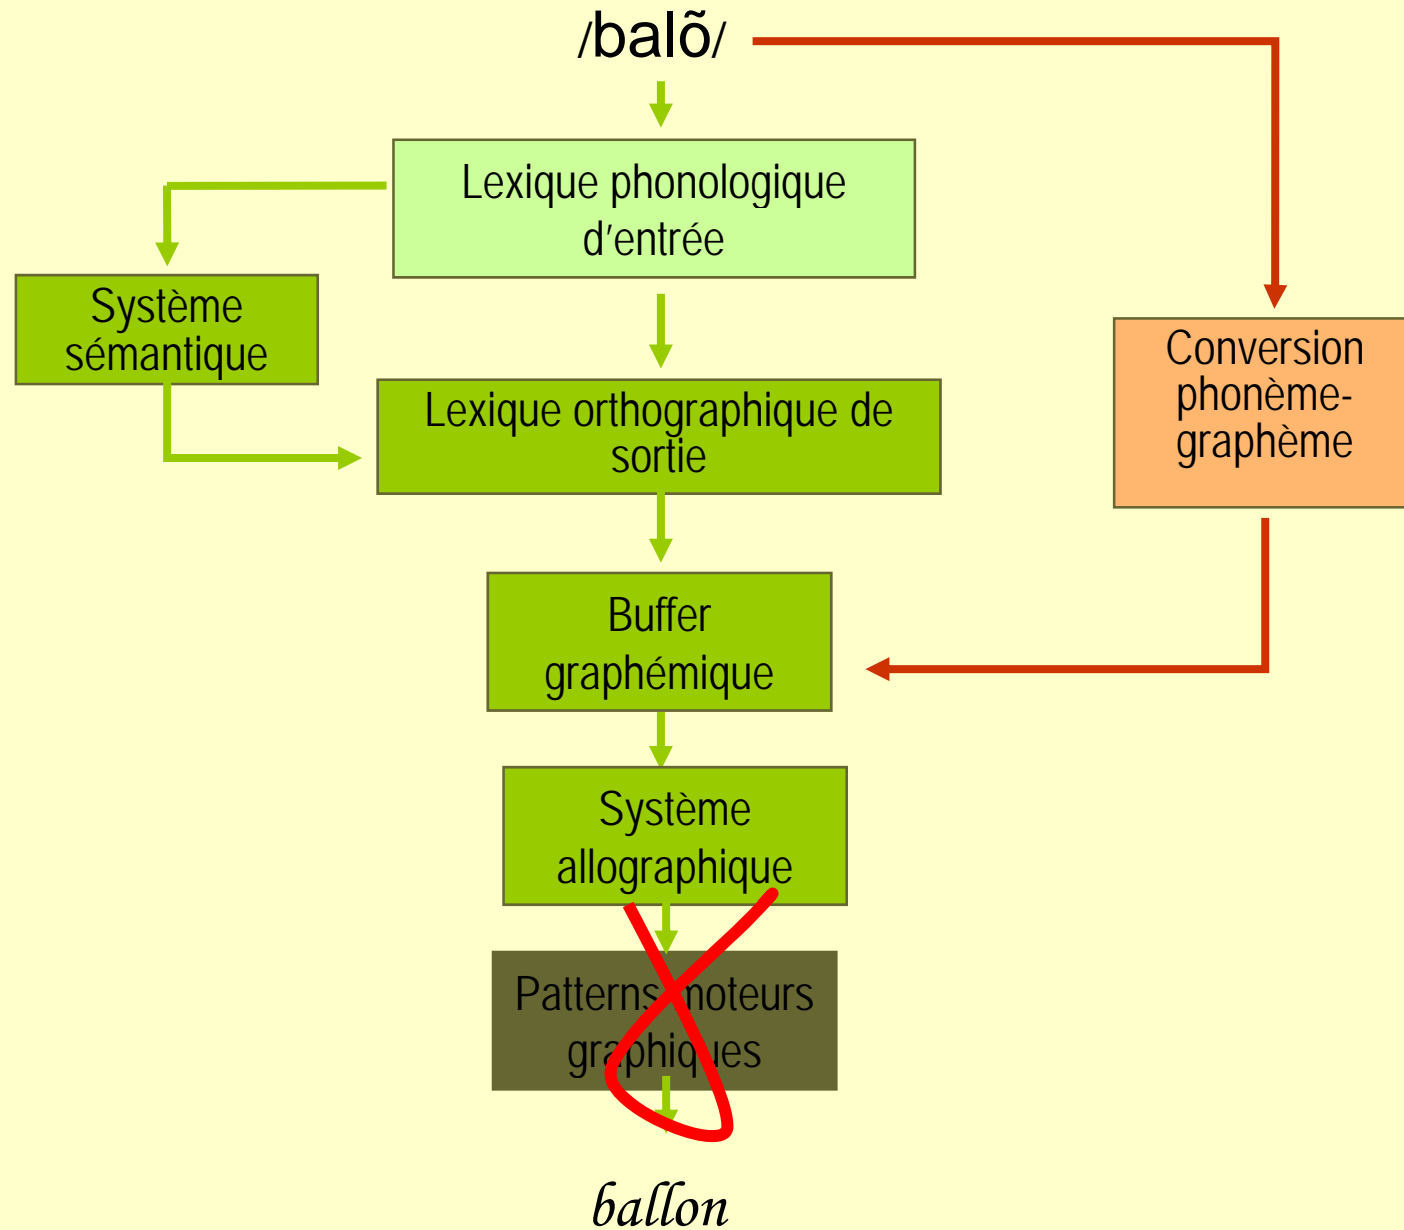 /balõ/
Lexique phonologique
d'entrée
Système
sémantique
Lexique orthographique de
sortie
Conversion
phonème-
graphème
Buffer
graphémique
Système
allographique
Patterns moteurs
graphiques
ballon